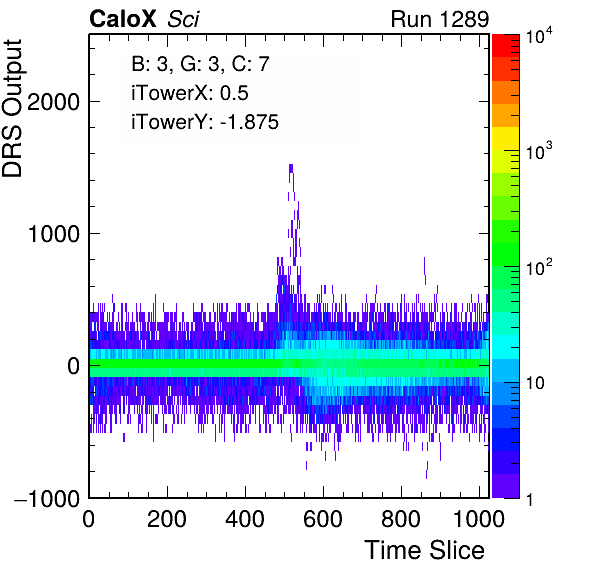 CaloX Sci Run 1289
B: 3, G: 3, C: 7
iTowerX: 0.5
iTowerY: -1.875
DRS Output
2000
1000
0
−1000
0 200 400 600 800 1000
Time Slice
10⁴
10³
10²
10
1